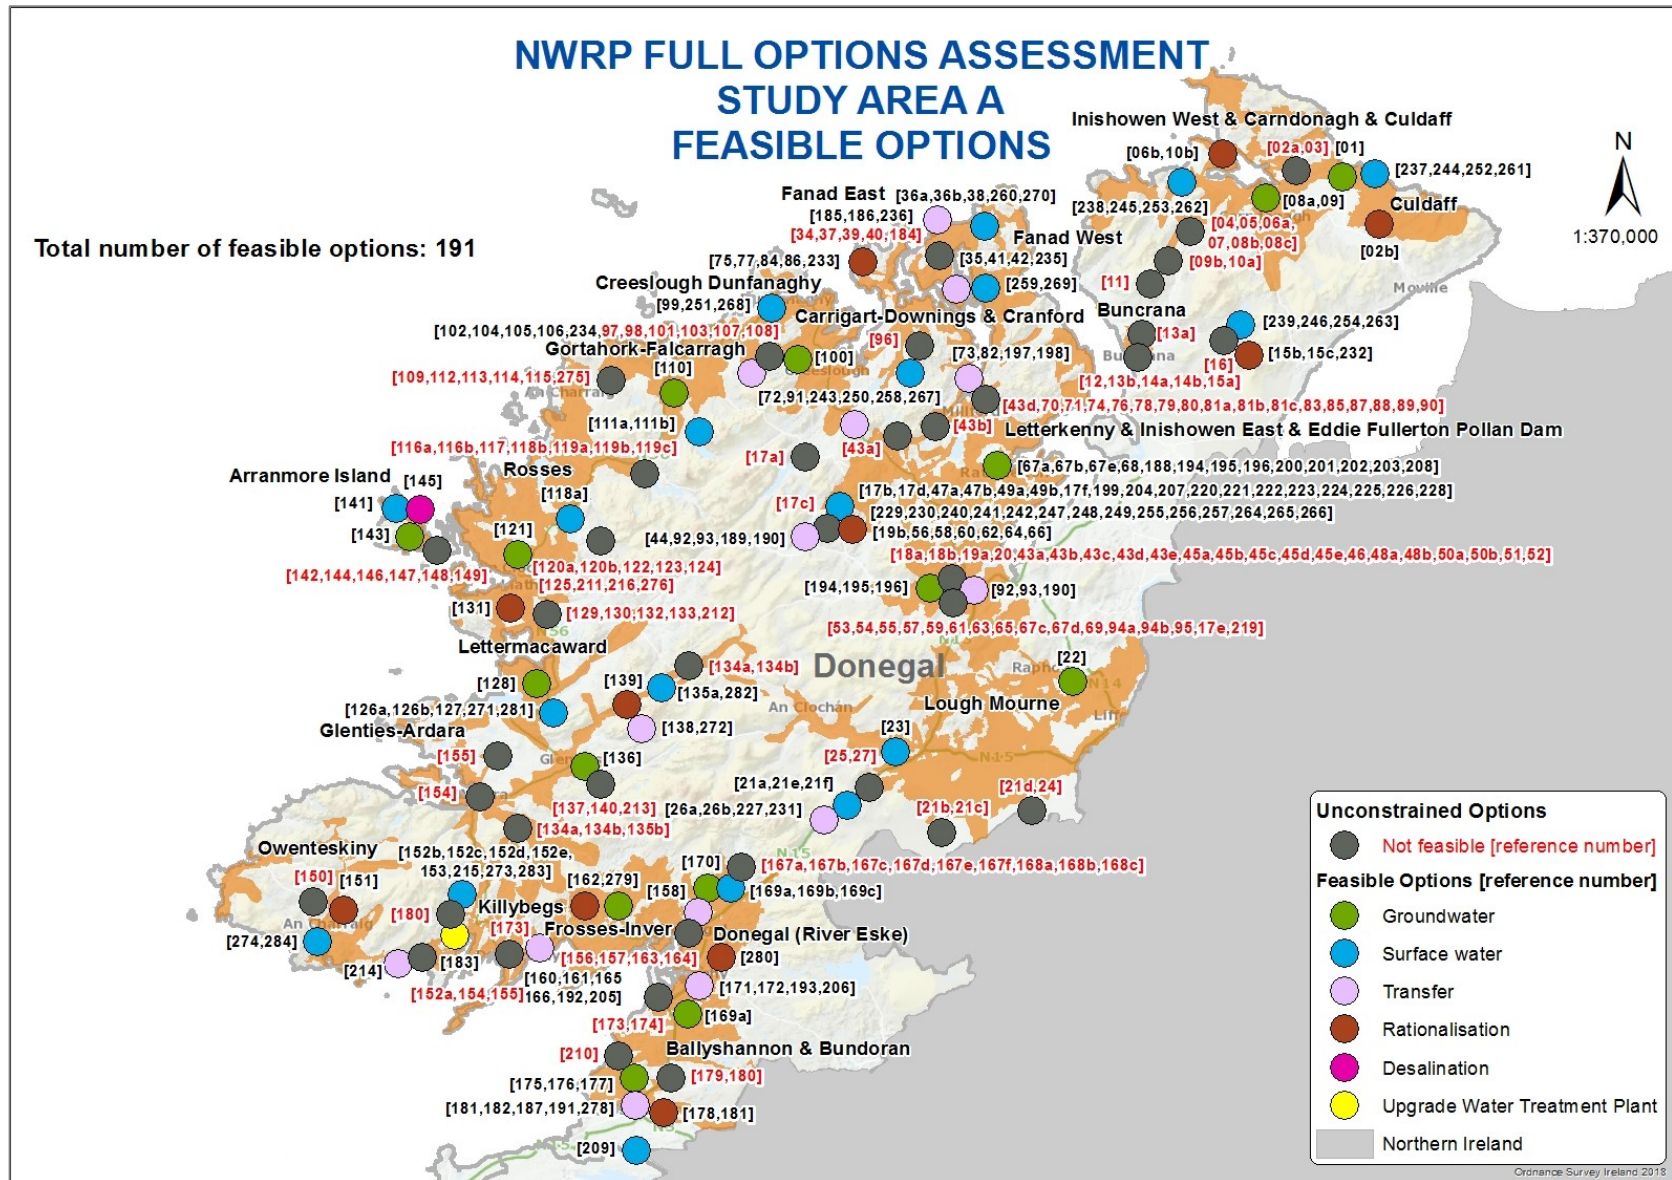 NWRP FULL OPTIONS ASSESSMENT
STUDY AREA A
FEASIBLE OPTIONS
Total number of feasible options: 191
N
1:370,000
Inishowen West & Carndonagh & Culdaff
[06b,10b]
[02a,03]
[01]
[237,244,252,261]
[238,245,253,262]
[08a,09]
Culdaff
[04,05,06a,
07,08b,08c]
[02b]
[09b,10a]
[11]
Moville
Buncrana
[13a]
[239,246,254,263]
[16]
[15b,15c,232]
[12,13b,14a,14b,15a]
Fanad East
[36a,36b,38,260,270]
[185,186,236]
[34,37,39,40,184]
Fanad West
[75,77,84,86,233]
[35,41,42,235]
[259,269]
Creeslough Dunfanaghy
[99,251,268]
Carrigart-Downings & Cranford
[102,104,105,106,234,97,98,101,103,107,108]
[96]
Gortahork-Falcarragh
[100]
[73,82,197,198]
Creeslough
[109,112,113,114,115,275]
[110]
An Charraig
[72,91,243,250,258,267]
Milford
[43d,70,71,74,76,78,79,80,81a,81b,81c,83,85,87,88,89,90]
[111a,111b]
[43b]
[43a]
Letterkenny & Inishowen East & Eddie Fullerton Pollan Dam
[116a,116b,117,118b,119a,119b,119c]
[17a]
[67a,67b,67e,68,188,194,195,196,200,201,202,203,208]
Rosses
Arranmore Island
[145]
[141]
[118a]
[17c]
[17b,17d,47a,47b,49a,49b,17f,199,204,207,220,221,222,223,224,225,226,228]
[229,230,240,241,242,247,248,249,255,256,257,264,265,266]
[143]
[121]
[44,92,93,189,190]
[19b,56,58,60,62,64,66]
[18a,18b,19a,20,43a,43b,43c,43d,43e,45a,45b,45c,45d,45e,46,48a,48b,50a,50b,51,52]
[142,144,146,147,148,149]
[120a,120b,122,123,124]
[125,211,216,276]
[194,195,196]
[92,93,190]
[131]
[129,130,132,133,212]
[53,54,55,57,59,61,63,65,67c,67d,69,94a,94b,95,17e,219]
N56
Lettermacaward
Donegal
[134a,134b]
[22]
[128]
[139]
[135a,282]
N14
Lough Mourne
An Clochán
[126a,126b,127,271,281]
[138,272]
[23]
Glenties-Ardara
[155]
[136]
[25,27]
N15
[154]
[137,140,213]
[21a,21e,21f]
[21d,24]
[26a,26b,227,231]
[21b,21c]
[134a,134b,135b]
Owenteskiny
[152b,152c,152d,152e,
153,215,273,283]
N15
[150]
[151]
[170]
[167a,167b,167c,167d,167e,167f,168a,168b,168c]
[162,279]
[158]
[169a,169b,169c]
An Charraig
[180]
Killybegs
[173]
Frosses-Inver
Donegal (River Eske)
[274,284]
[156,157,163,164]
[280]
[214]
[183]
[160,161,165
166,192,205]
[171,172,193,206]
[152a,154,155]
[173,174]
[169a]
[210]
Ballyshannon & Bundoran
[175,176,177]
[179,180]
[181,182,187,191,278]
[178,181]
[209]
Unconstrained Options
Not feasible [reference number]
Feasible Options [reference number]
Groundwater
Surface water
Transfer
Rationalisation
Desalination
Upgrade Water Treatment Plant
Northern Ireland
Ordnance Survey Ireland 2018